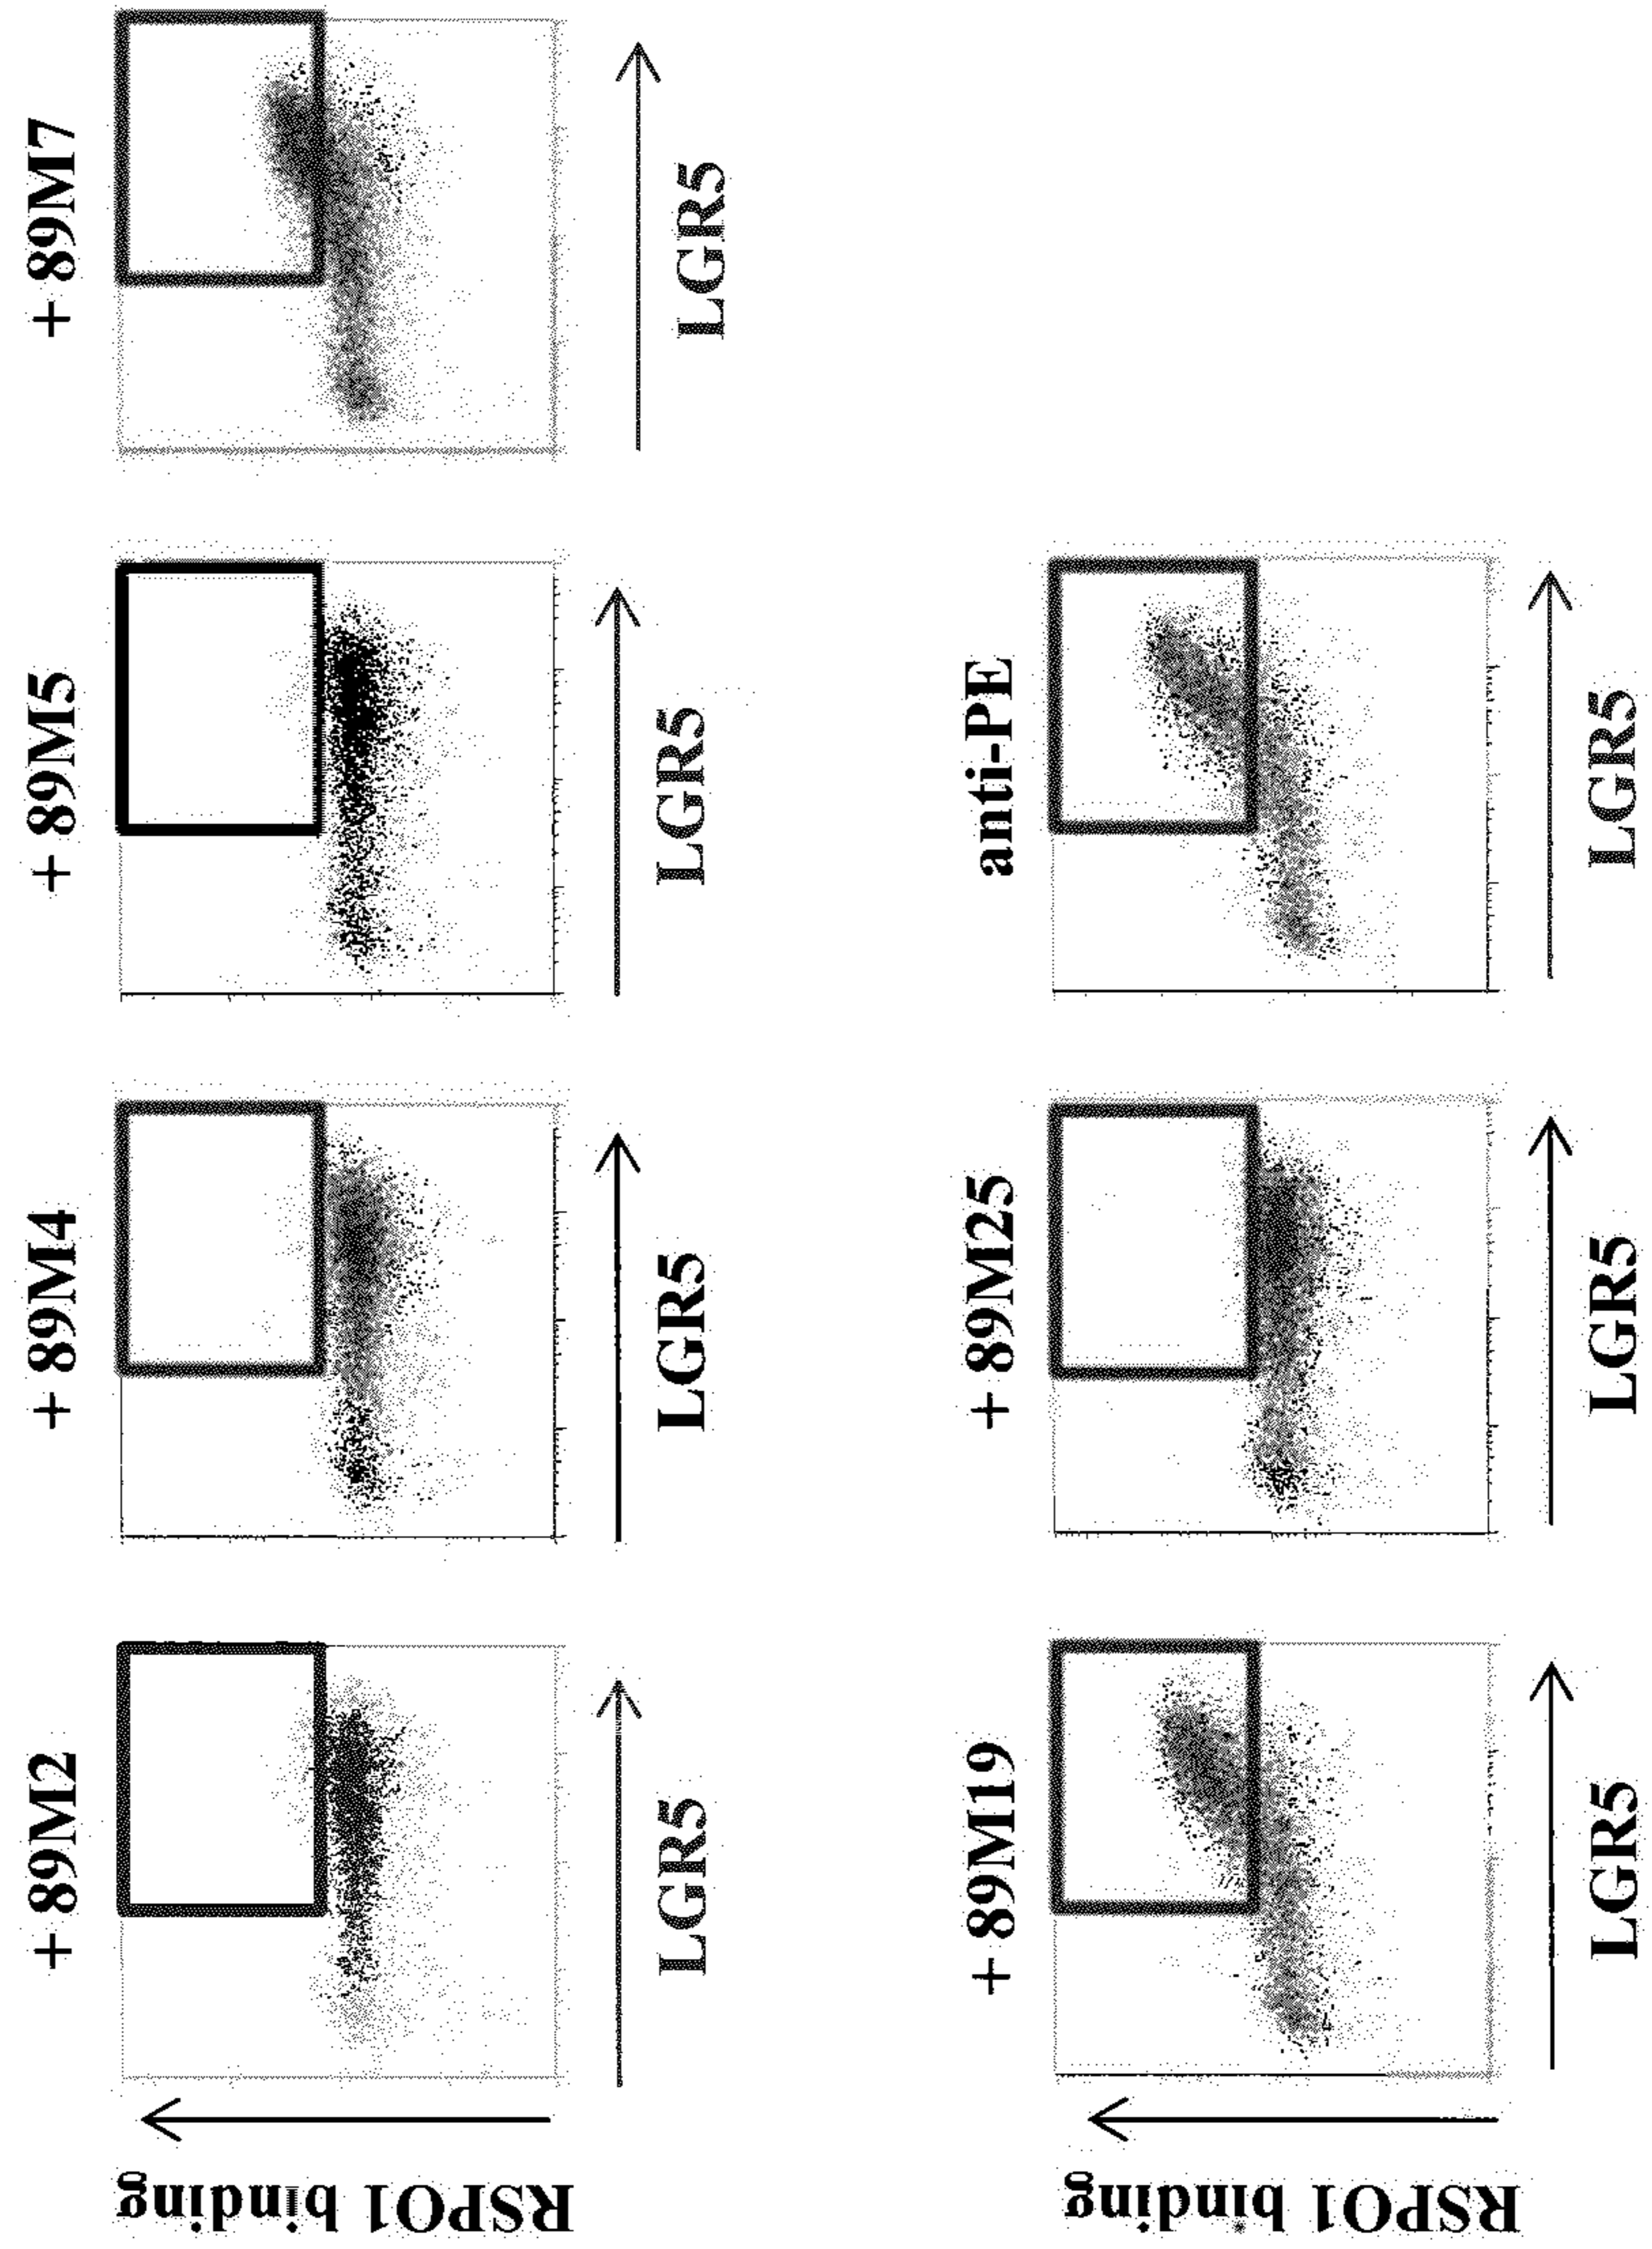 + 89M2
+ 89M4
+ 89M5
+ 89M7
RSPO1 binding
LGR5
LGR5
LGR5
LGR5
+ 89M19
+ 89M25
anti-PE
RSPO1 binding
LGR5
LGR5
LGR5